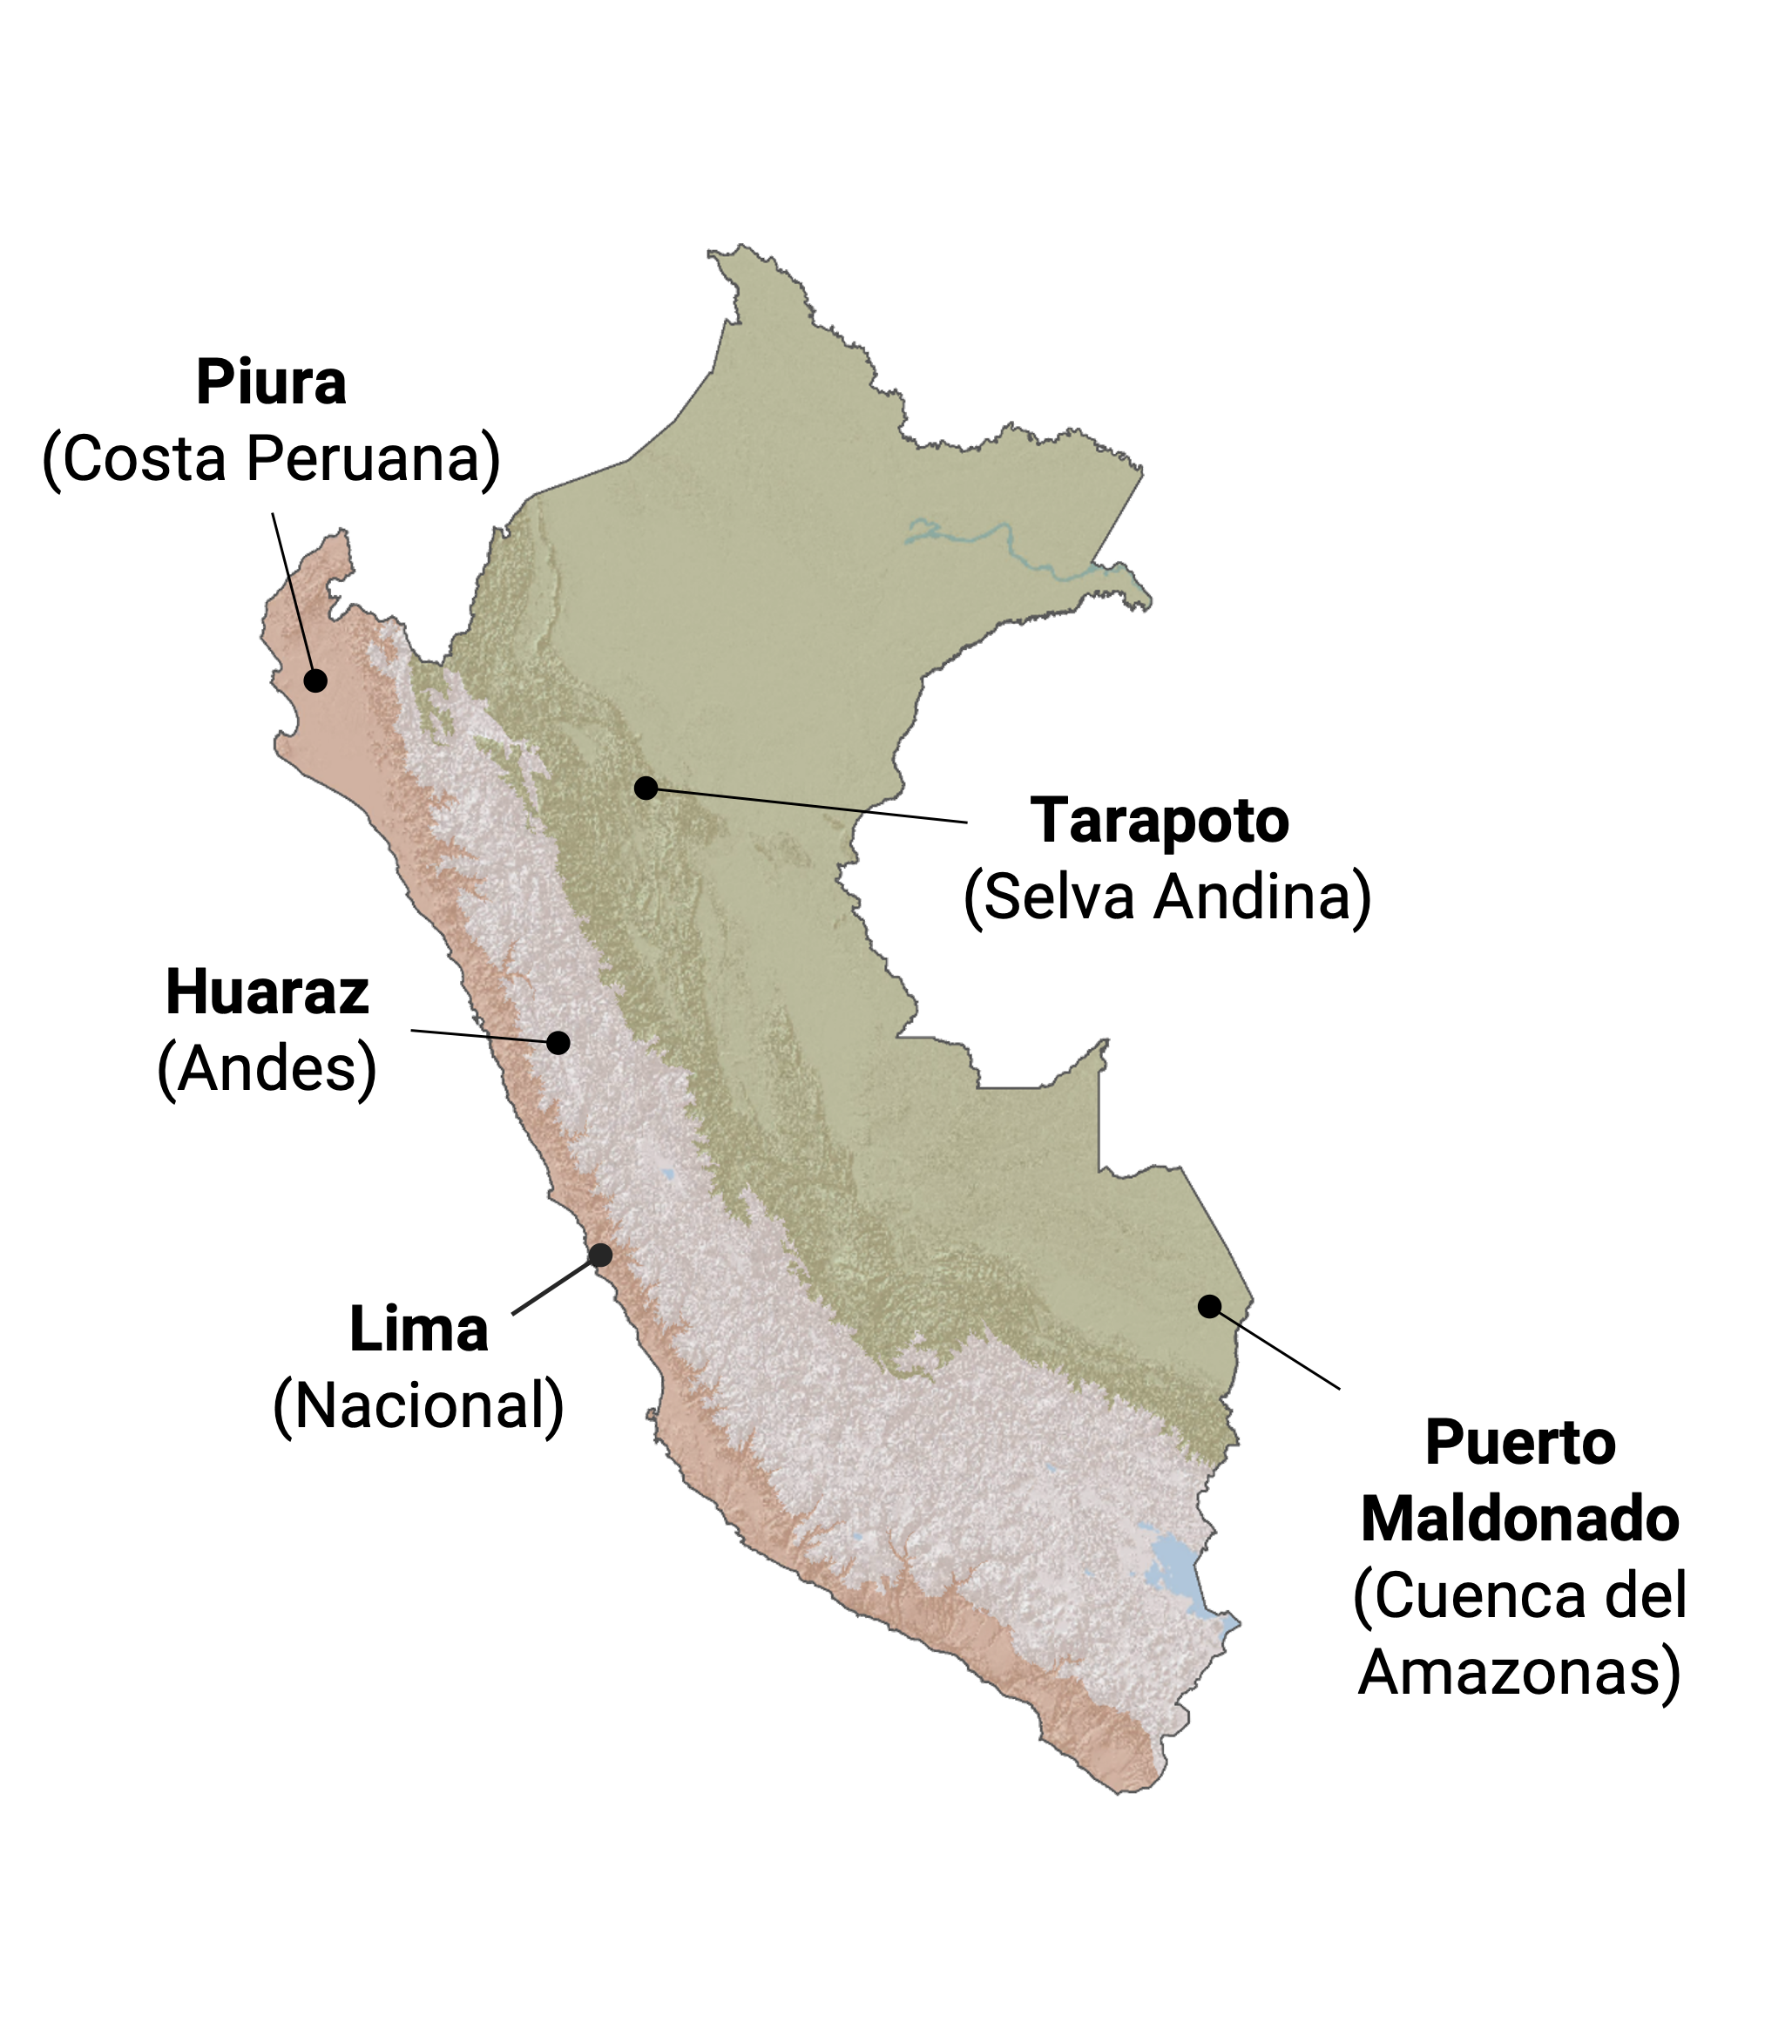 Piura
(Costa Peruana)
Tarapoto
(Selva Andina)
Huaraz
(Andes)
Lima
(Nacional)
Puerto
Maldonado
(Cuenca del
Amazonas)